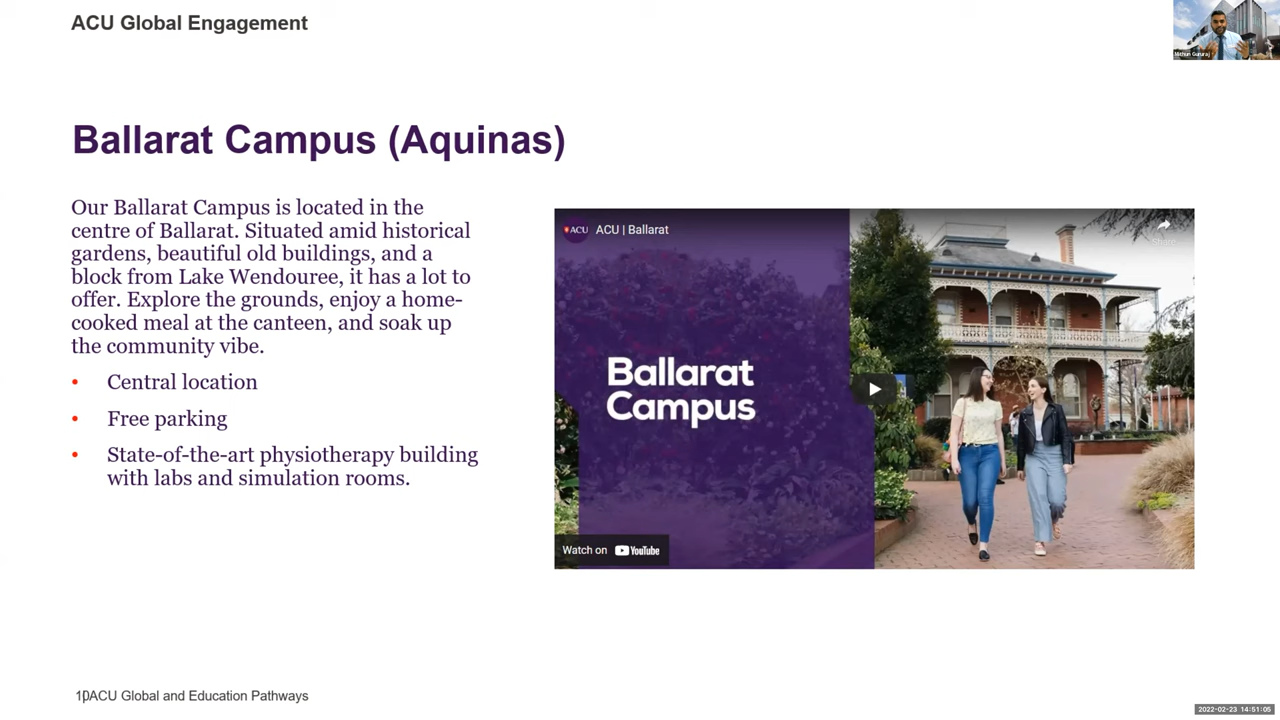 ACU Global Engagement
Mithun Gururaj
Ballarat Campus (Aquinas)
Our Ballarat Campus is located in the
centre of Ballarat. Situated amid historical
gardens, beautiful old buildings, and a
block from Lake Wendouree, it has a lot to
offer. Explore the grounds, enjoy a home-
cooked meal at the canteen, and soak up
the community vibe.
• Central location
• Free parking
• State-of-the-art physiotherapy building
with labs and simulation rooms.
ACU ACU | Ballarat
Share
Ballarat
Campus
Watch on YouTube
10 ACU Global and Education Pathways
2022-02-23 14:51:05